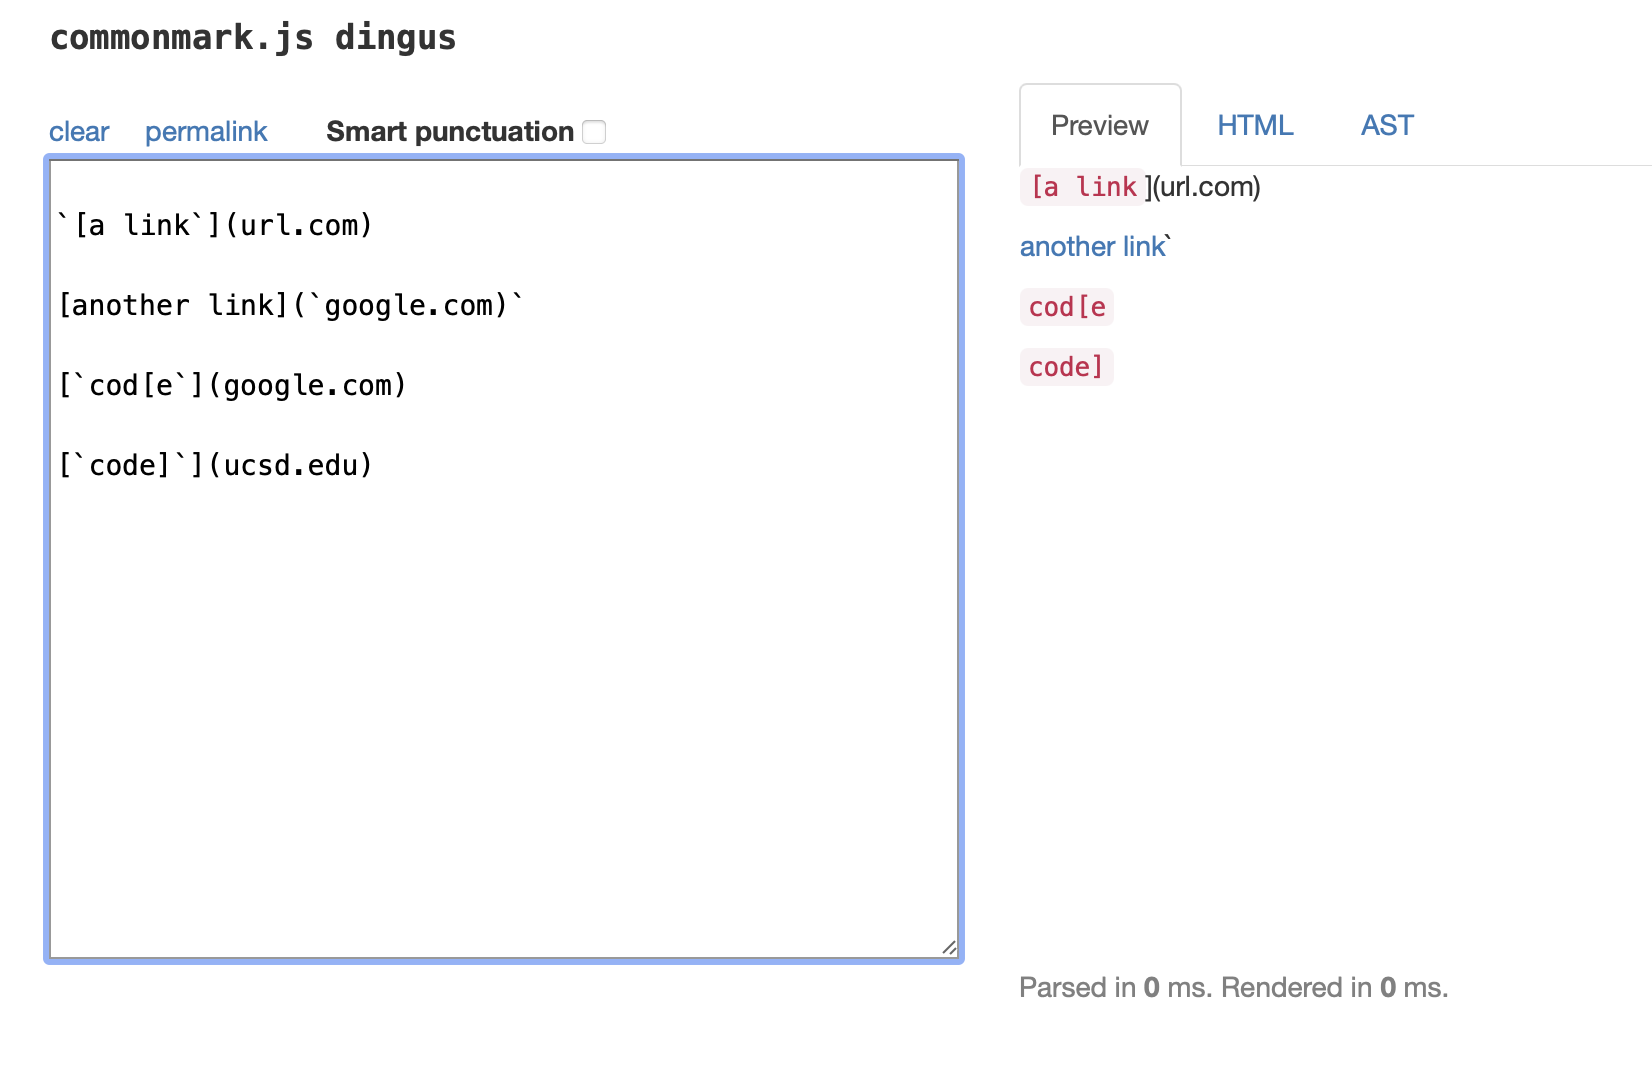 commonmark.js dingus
clear permalink Smart punctuation
`[a link`](url.com)
[another link](`google.com)`
[`cod[e`](google.com)
[`code]`](ucsd.edu)
Preview HTML AST
[a link](url.com)
another link`
cod[e
code]
Parsed in 0 ms. Rendered in 0 ms.